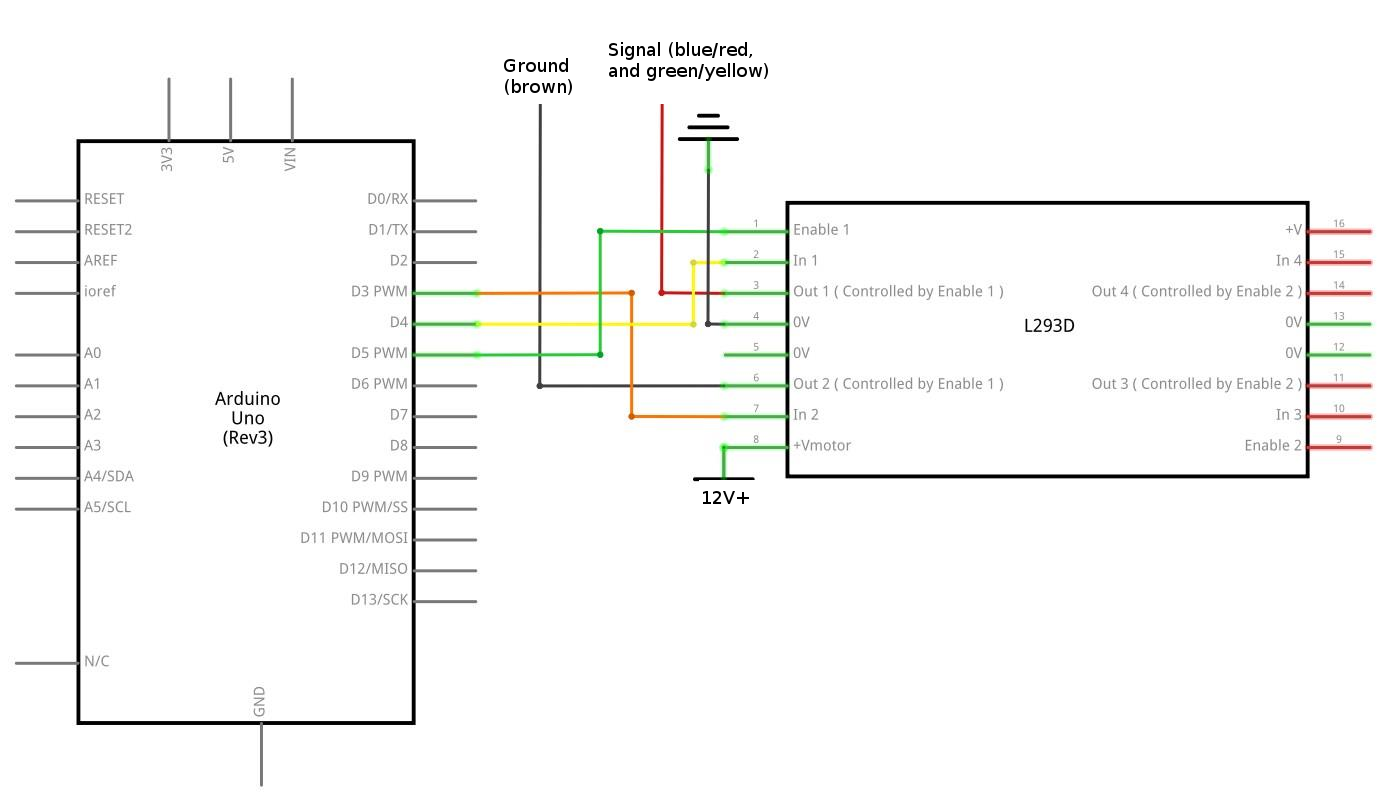 Signal (blue/red,
and green/yellow)
Ground
(brown)
3V3
5V
VIN
RESET
RESET2
AREF
ioref
A0
A1
A2
A3
A4/SDA
A5/SCL
N/C
Arduino
Uno
(Rev3)
D0/RX
D1/TX
D2
D3 PWM
D4
D5 PWM
D6 PWM
D7
D8
D9 PWM
D10 PWM/SS
D11 PWM/MOSI
D12/MISO
D13/SCK
GND
1
Enable 1
2
In 1
3
Out 1 ( Controlled by Enable 1 )
4
0V
5
0V
6
Out 2 ( Controlled by Enable 1 )
7
In 2
8
+Vmotor
12V+
L293D
+V
16
In 4
15
Out 4 ( Controlled by Enable 2 )
14
0V
13
0V
12
Out 3 ( Controlled by Enable 2 )
11
In 3
10
Enable 2
9